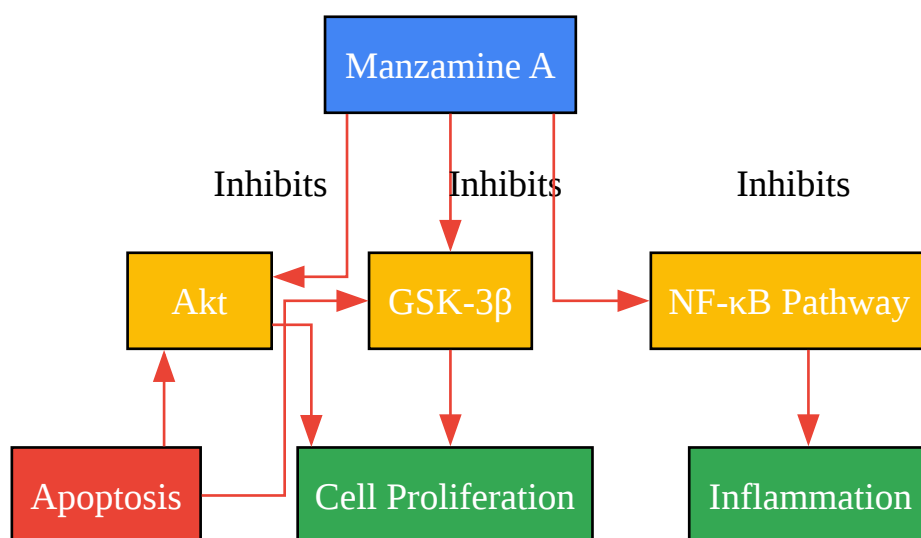 Manzamine A
Inhibits
Inhibits
Inhibits
Akt
GSK-3β
NF-κB Pathway
Apoptosis
Cell Proliferation
Inflammation